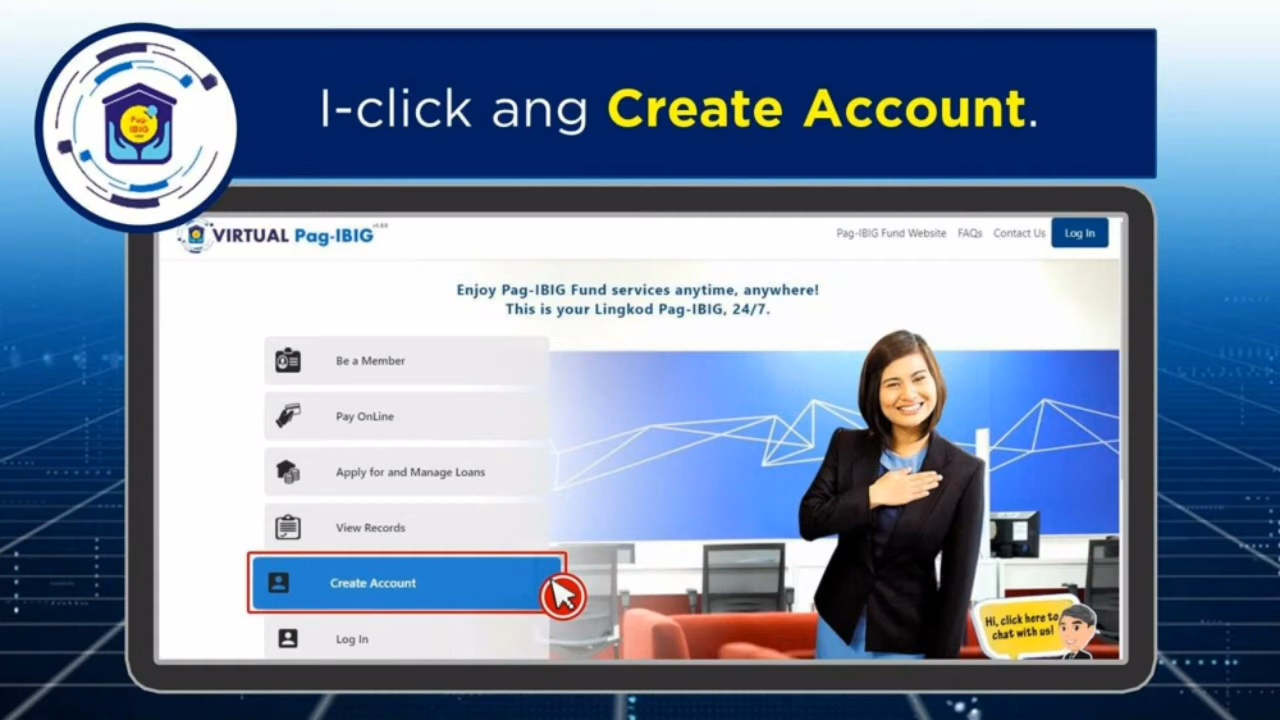 I-click ang Create Account.
Pag-
IBIG
VIRTUAL Pag-IBIG
Pag-IBIG Fund Website FAQs Contact Us Log In
Enjoy Pag-IBIG Fund services anytime, anywhere!
This is your Lingkod Pag-IBIG, 24/7.
Be a Member
Pay OnLine
Apply for and Manage Loans
View Records
Create Account
Log In
Hi, click here to
chat with us!